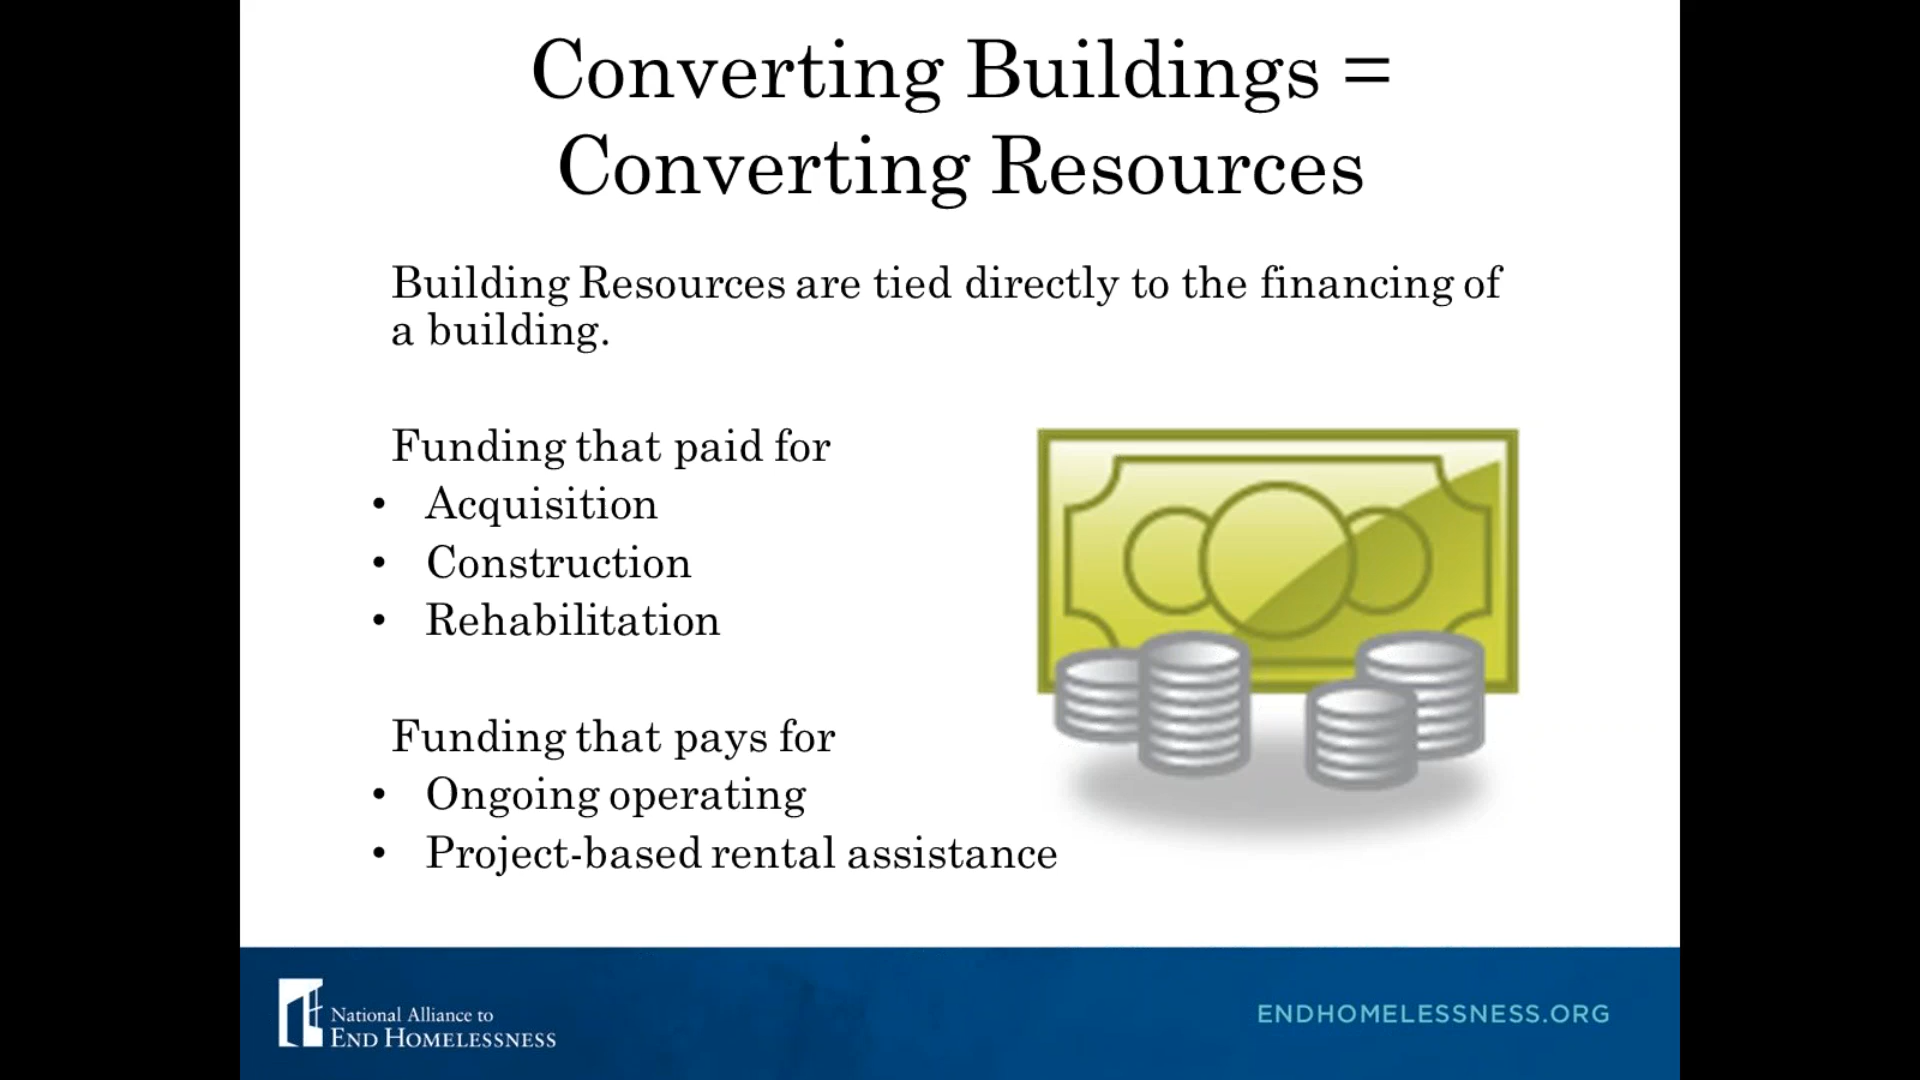 Converting Buildings =
Converting Resources
Building Resources are tied directly to the financing of
a building.
Funding that paid for
• Acquisition
• Construction
• Rehabilitation
Funding that pays for
• Ongoing operating
• Project-based rental assistance
National Alliance to
END HOMELESSNESS
ENDHOMELESSNESS.ORG